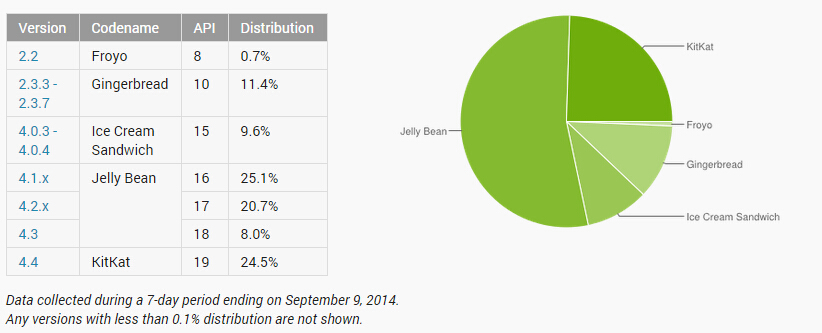 Version Codename API Distribution
2.2 Froyo 8 0.7%
2.3.3 - Gingerbread 10 11.4%
2.3.7
4.0.3 - Ice Cream 15 9.6%
4.0.4 Sandwich
4.1.x Jelly Bean 16 25.1%
4.2.x 17 20.7%
4.3 18 8.0%
4.4 KitKat 19 24.5%
Data collected during a 7-day period ending on September 9, 2014.
Any versions with less than 0.1% distribution are not shown.
KitKat
Jelly Bean
Froyo
Gingerbread
Ice Cream Sandwich